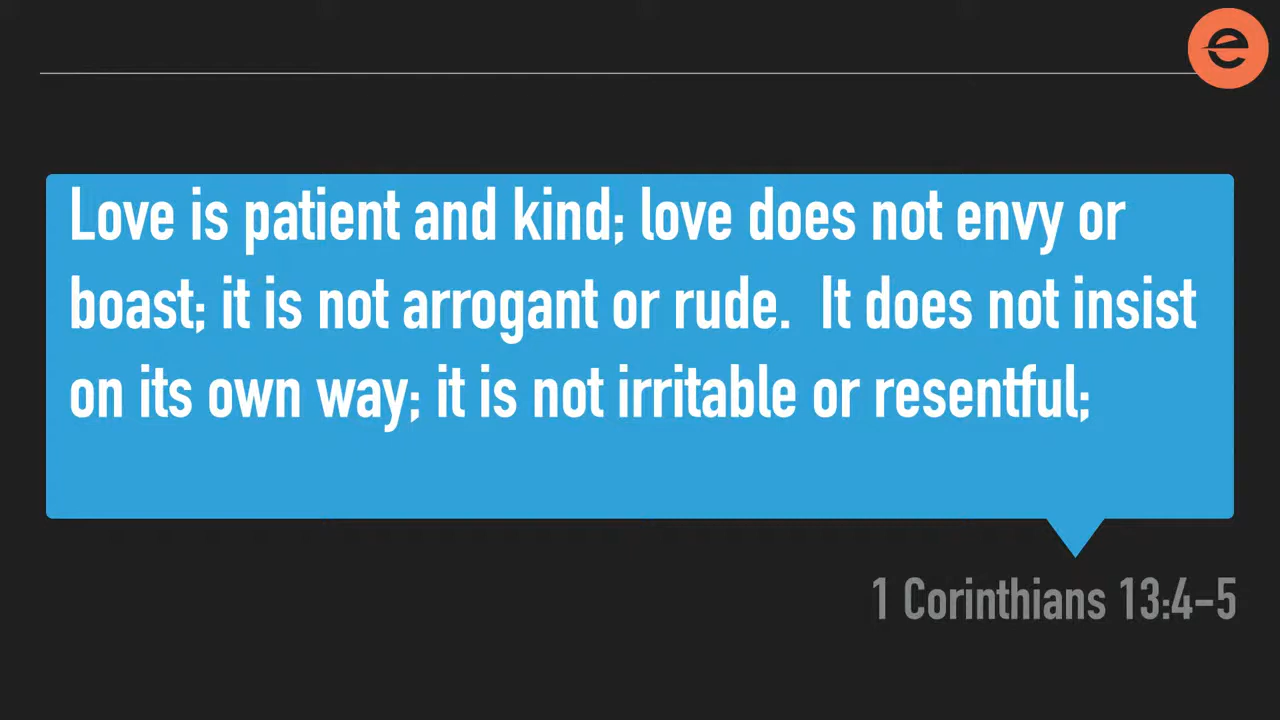 e
Love is patient and kind; love does not envy or
boast; it is not arrogant or rude.  It does not insist
on its own way; it is not irritable or resentful;
1 Corinthians 13:4-5